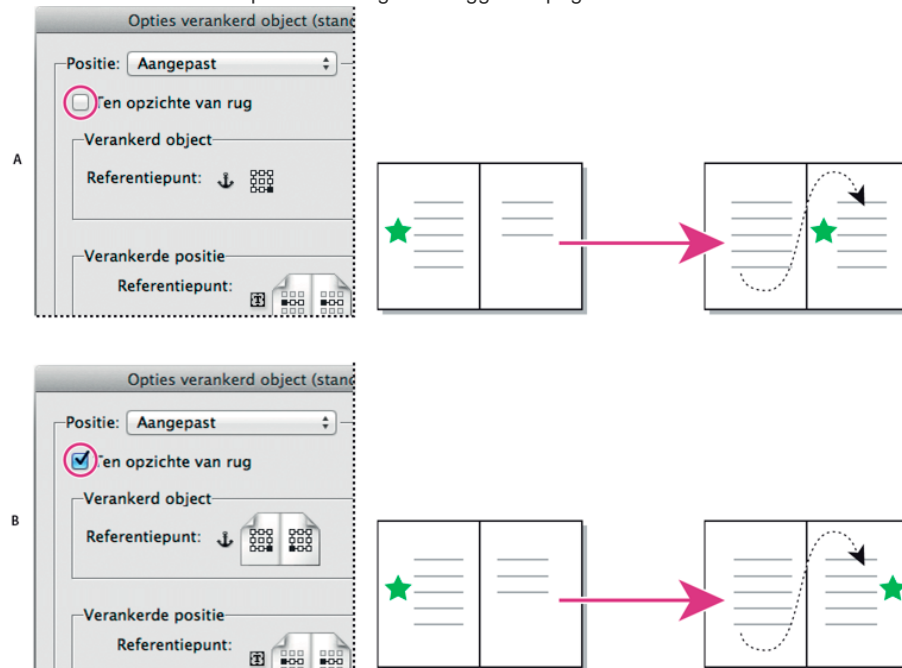 Opties verankerd object (stand
Positie: Aangepast
Ten opzichte van rug
Verankerd object
A
Referentiepunt:
Verankerde positie
Referentiepunt:
Opties verankerd object (stand
Positie: Aangepast
Ten opzichte van rug
Verankerd object
B
Referentiepunt:
Verankerde positie
Referentiepunt: